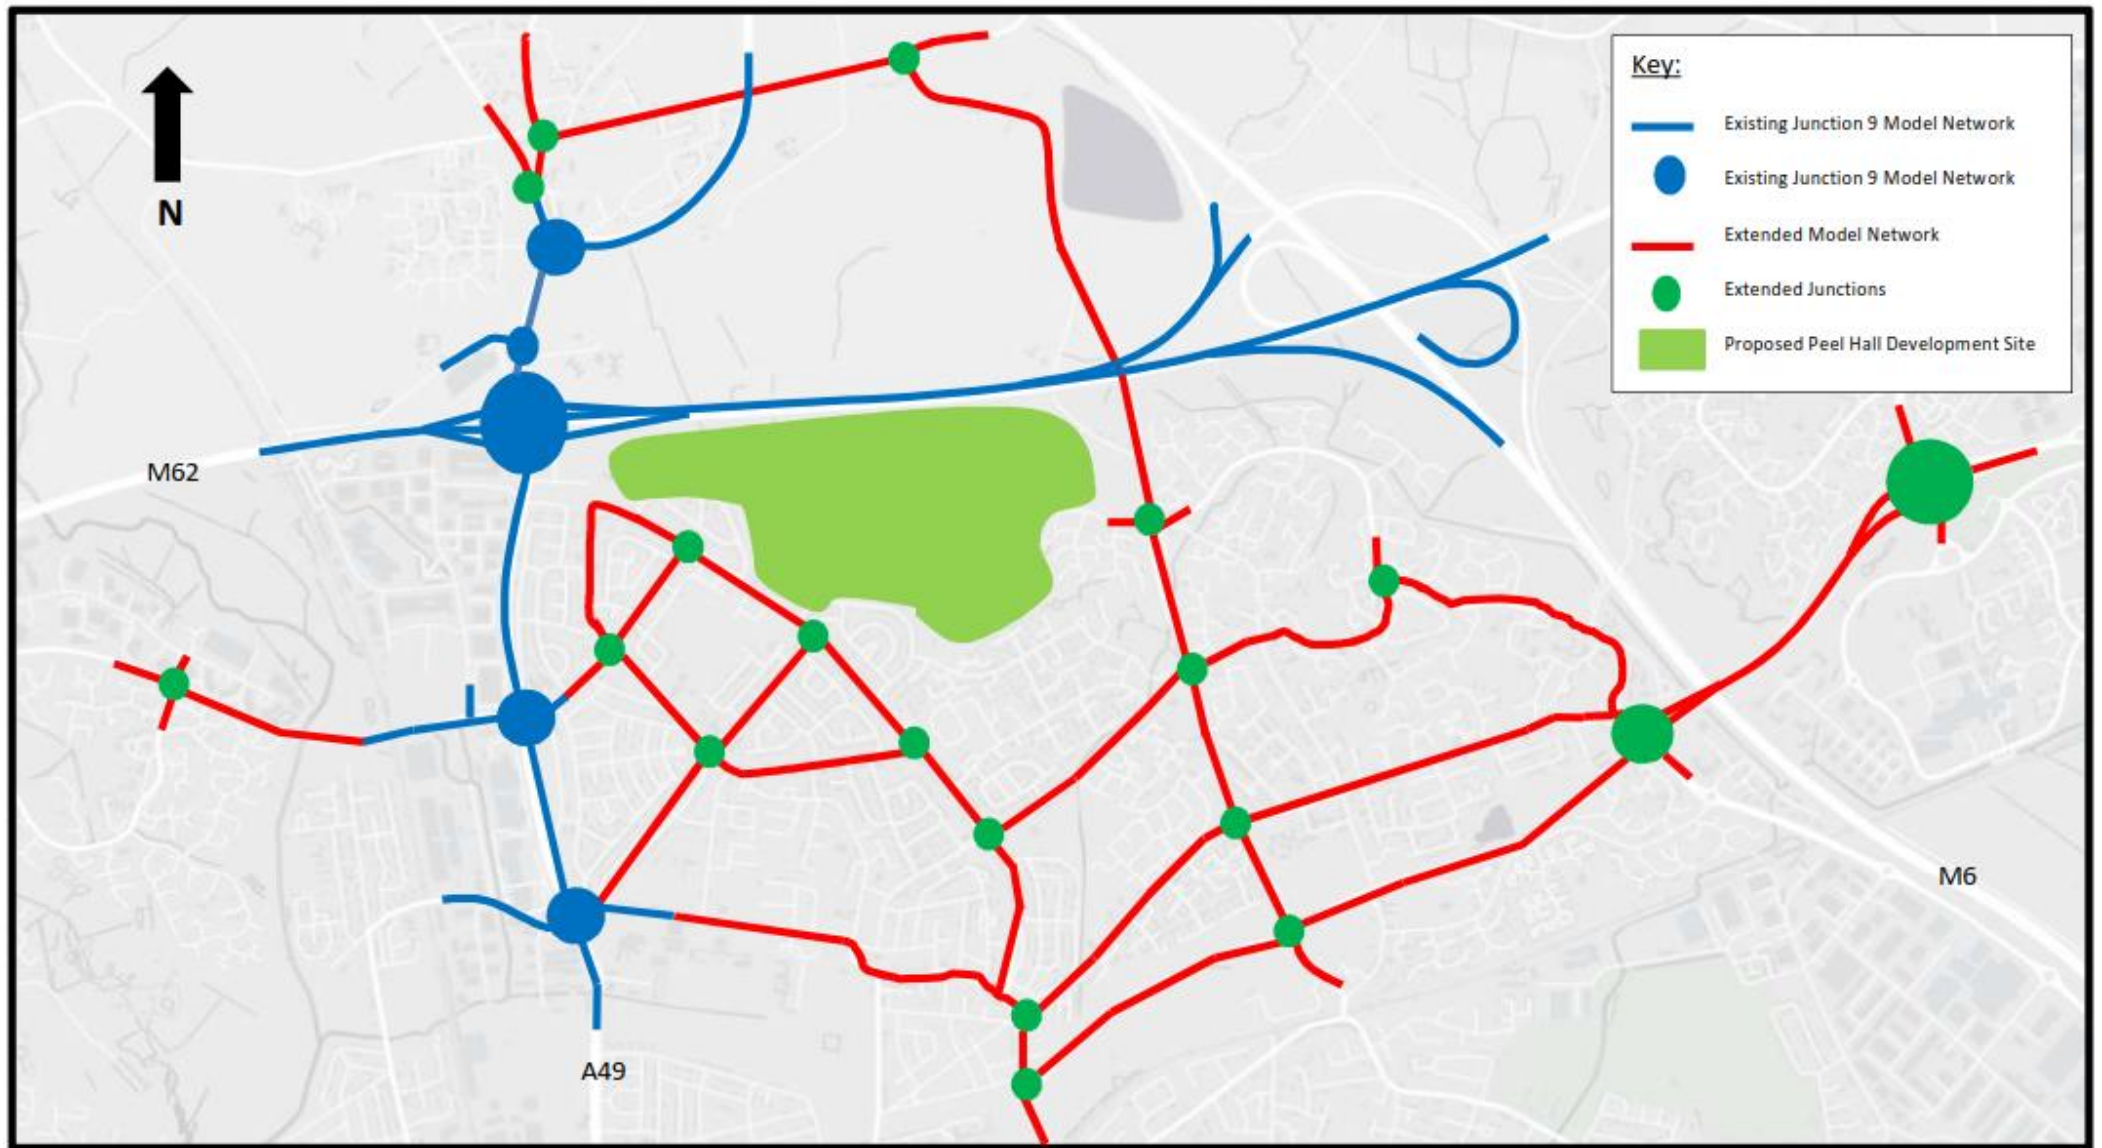 Key:
Existing Junction 9 Model Network
Existing Junction 9 Model Network
Extended Model Network
Extended Junctions
Proposed Peel Hall Development Site
N
M62
M6
A49